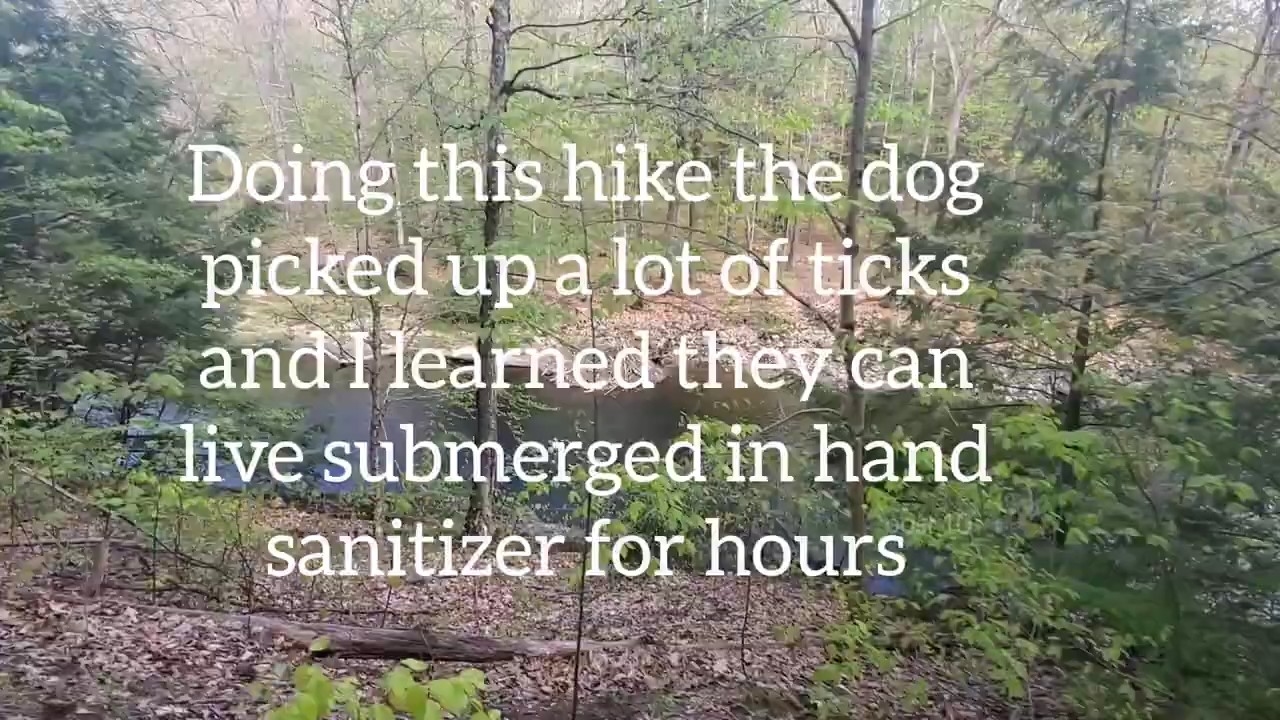 Doing this hike the dog
picked up a lot of ticks
and I learned they can
live submerged in hand
sanitizer for hours